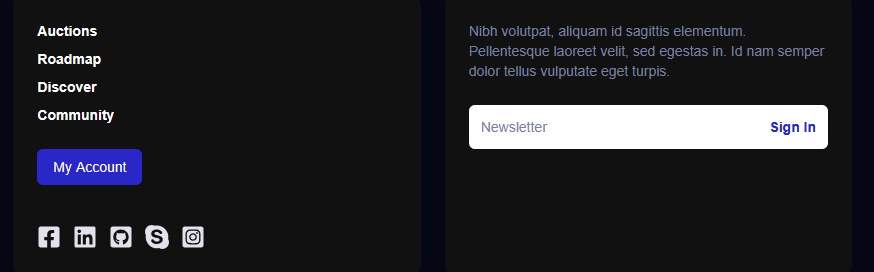 Auctions
Roadmap
Discover
Community
My Account
Nibh volutpat, aliquam id sagittis elementum.
Pellentesque laoreet velit, sed egestas in. Id nam semper
dolor tellus vulputate eget turpis.
Newsletter
Sign In